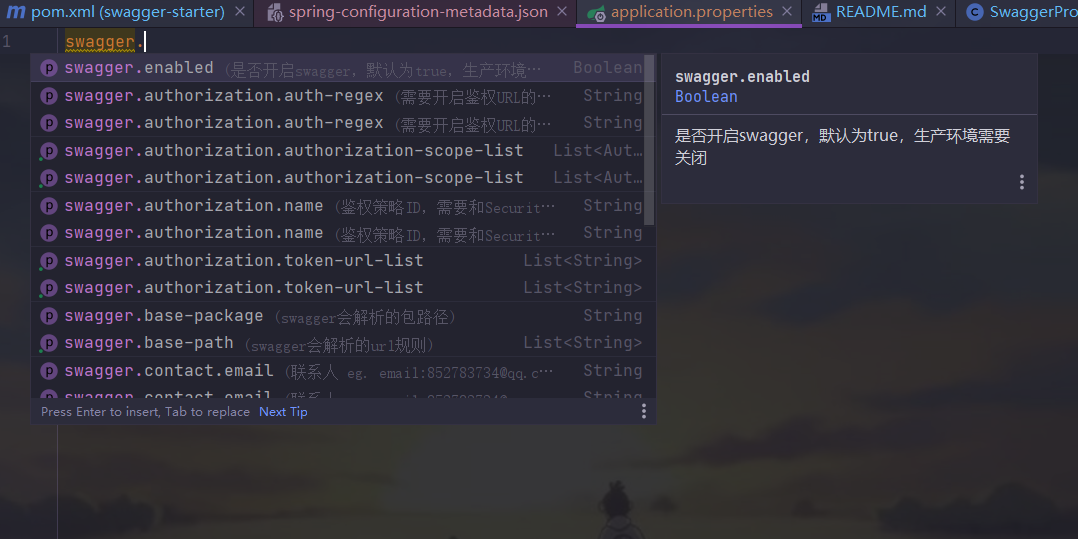 pom.xml (swagger-starter) spring-configuration-metadata.json application.properties README.md SwaggerPro
1 swagger.
swagger.enabled (是否开启swagger, 默认为true, 生产环境… Boolean
swagger.authorization.auth-regex (需要开启鉴权URL的… String
swagger.authorization.auth-regex (需要开启鉴权URL的… String
swagger.authorization.authorization-scope-list List<Aut…
swagger.authorization.authorization-scope-list List<Aut…
swagger.authorization.name (鉴权策略ID, 需要和Securit… String
swagger.authorization.name (鉴权策略ID, 需要和Securit… String
swagger.authorization.token-url-list List<String>
swagger.authorization.token-url-list List<String>
swagger.base-package (swagger会解析的包路径) String
swagger.base-path (swagger会解析的url规则) List<String>
swagger.contact.email (联系人 eg. email:852783734@qq.c… String
swagger.contact.email
Press Enter to insert, Tab to replace Next Tip
swagger.enabled
Boolean
是否开启swagger，默认为true，生产环境需要
关闭